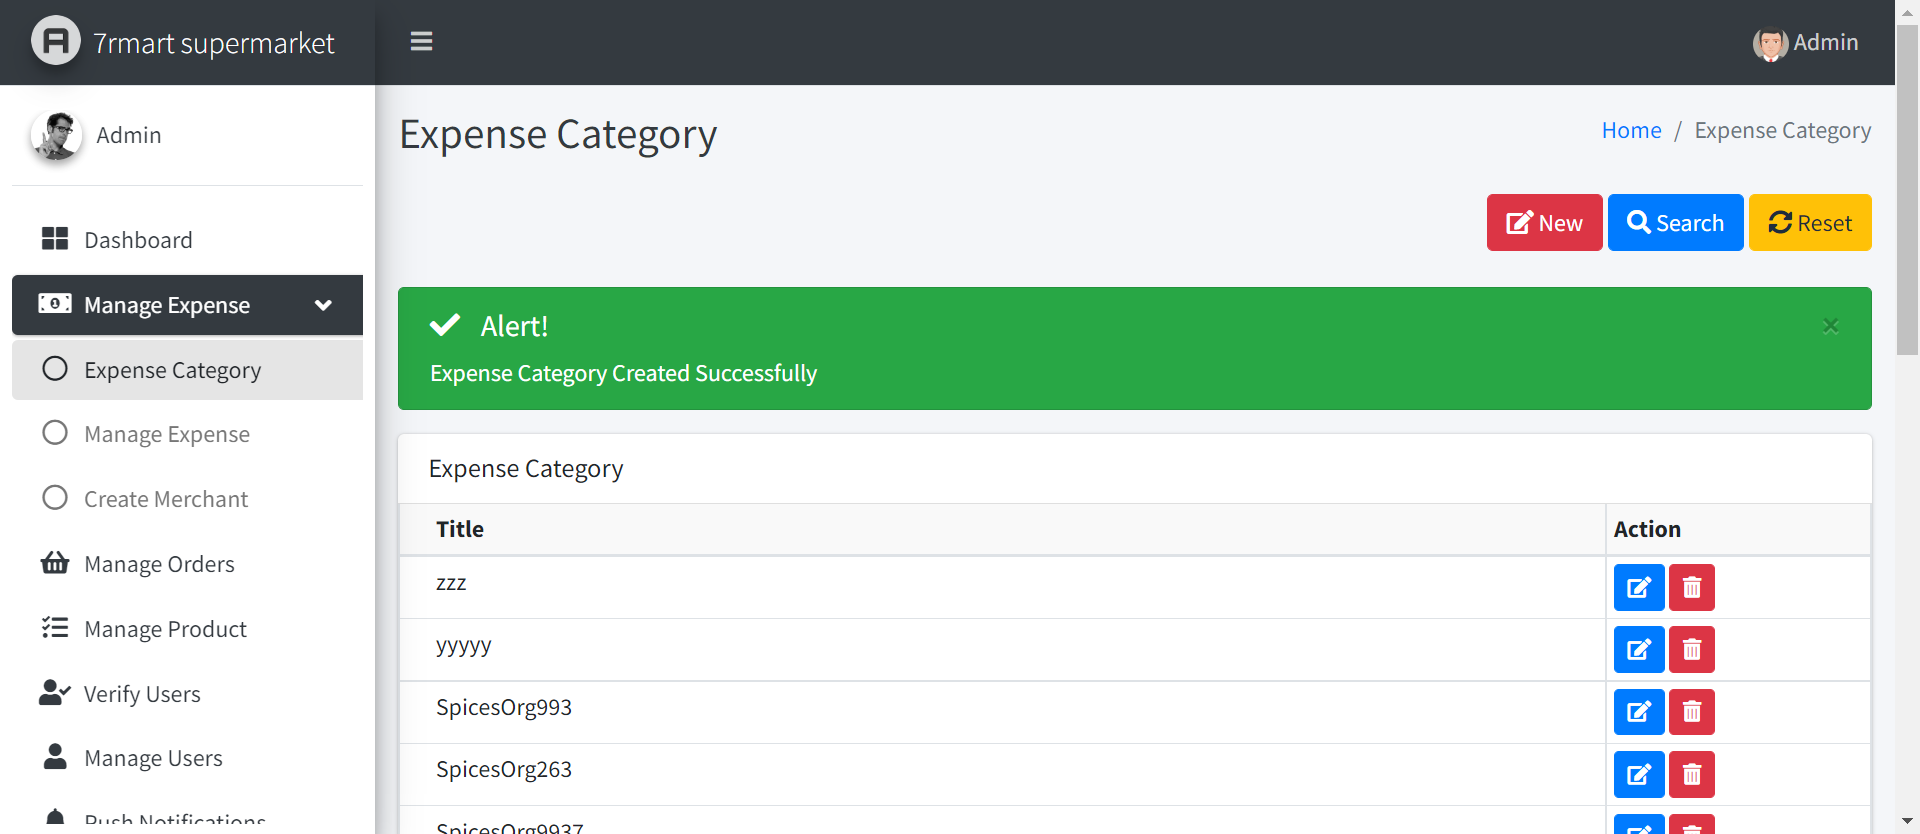 7rmart supermarket
Admin
Admin
Dashboard
Manage Expense
Expense Category
Manage Expense
Create Merchant
Manage Orders
Manage Product
Verify Users
Manage Users
Push Notifications
Expense Category
Home / Expense Category
New Search Reset
Alert!
×
Expense Category Created Successfully
Expense Category
Title Action
zzz
yyyyy
SpicesOrg993
SpicesOrg263
SpicesOrg9937